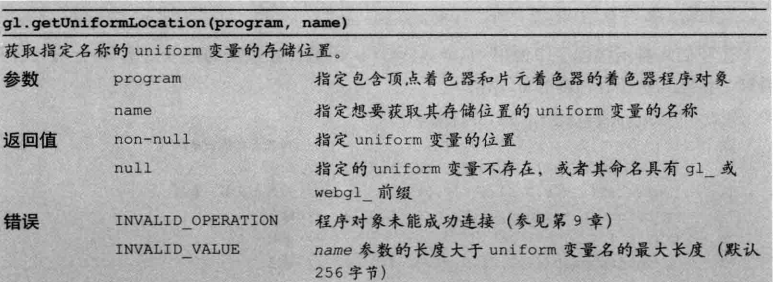 gl.getUniformLocation(program, name)
获取指定名称的 uniform 变量的存储位置。
参数 program 指定包含顶点着色器和片元着色器的着色器程序对象
name 指定想要获取其存储位置的 uniform 变量的名称
返回值 non-null 指定 uniform 变量的位置
null 指定的 uniform 变量不存在，或者其命名具有 gl_ 或
webgl_ 前缀
错误 INVALID_OPERATION 程序对象未能成功连接（参见第 9 章）
INVALID_VALUE name 参数的长度大于 uniform 变量名的最大长度（默认
256 字节）